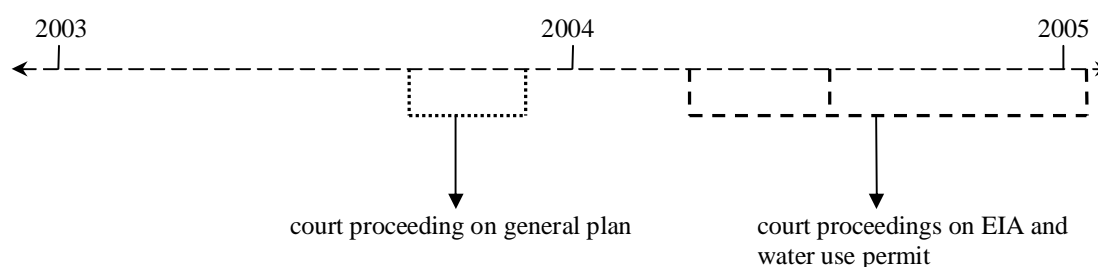 2003
2004
2005
court proceeding on general plan
court proceedings on EIA and
water use permit